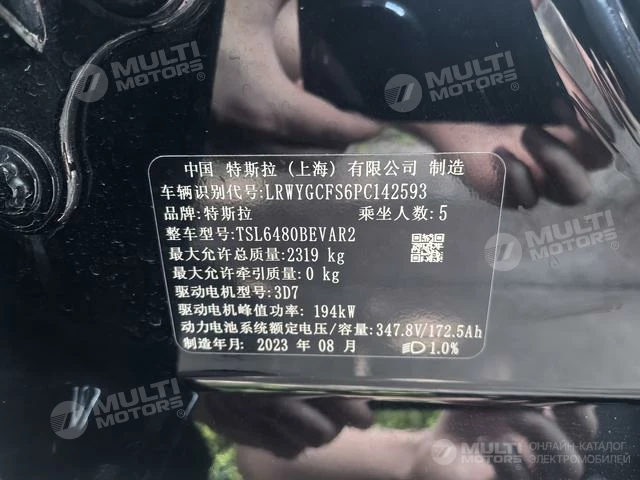 MULTI
MOTORS
MULTI
MOTORS
中国 特斯拉 (上海) 有限公司 制造
车辆识别代号:LRWYGCFS6PC142593
品牌:特斯拉 乘坐人数:5
整车型号:TSL6480BEVAR2
最大允许总质量:2319 kg
最大允许牵引质量:0 kg
驱动电机型号:3D7
驱动电机峰值功率: 194kW
动力电池系统额定电压/容量:347.8V/172.5Ah
制造年月: 2023 年 08 月 1.0%
MULTI
MOTORS
MULTI
MOTORS
MULTI
MOTORS
ОНЛАЙН-КАТАЛОГ
ЭЛЕКТРОМОБИЛЕЙ